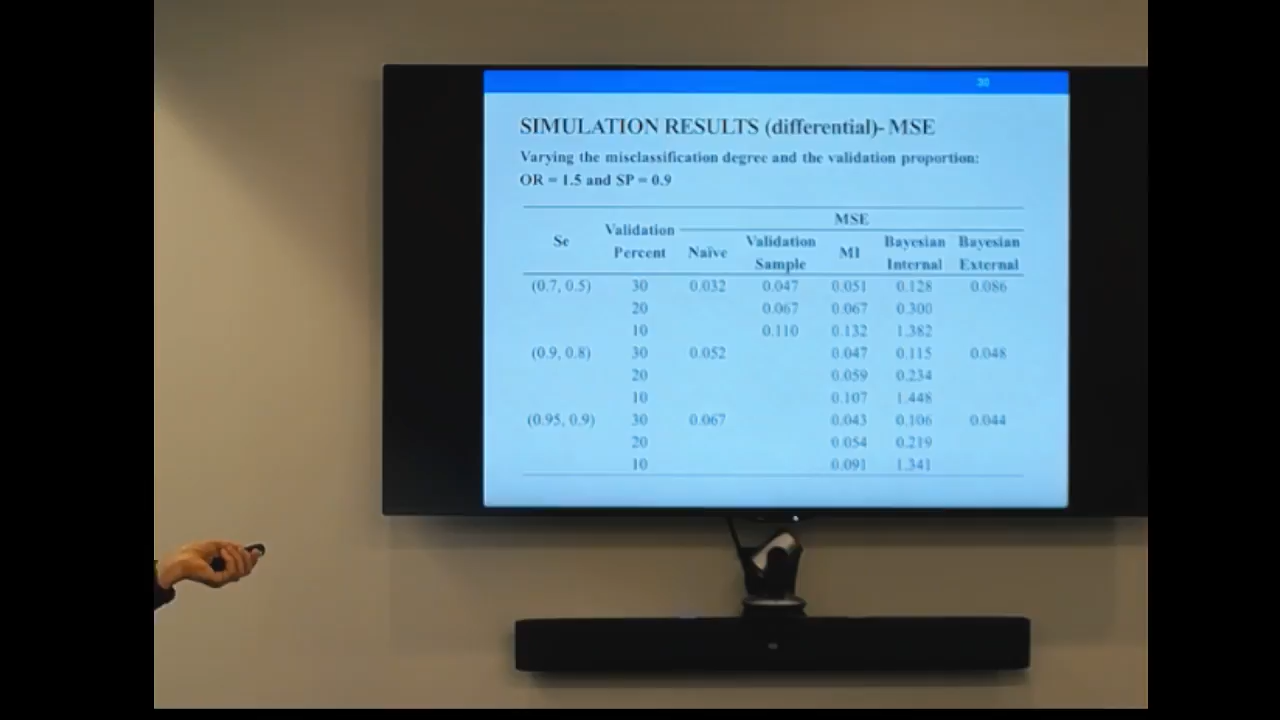 30
SIMULATION RESULTS (differential)- MSE
Varying the misclassification degree and the validation proportion:
OR = 1.5 and SP = 0.9
MSE
Se Validation Percent Naïve Validation Sample MI Bayesian Internal Bayesian External
(0.7, 0.5) 30 0.032 0.047 0.051 0.128 0.086
20 0.067 0.067 0.300
10 0.110 0.132 1.382
(0.9, 0.8) 30 0.052 0.047 0.115 0.048
20 0.059 0.234
10 0.107 1.448
(0.95, 0.9) 30 0.067 0.043 0.106 0.044
20 0.054 0.219
10 0.091 1.341